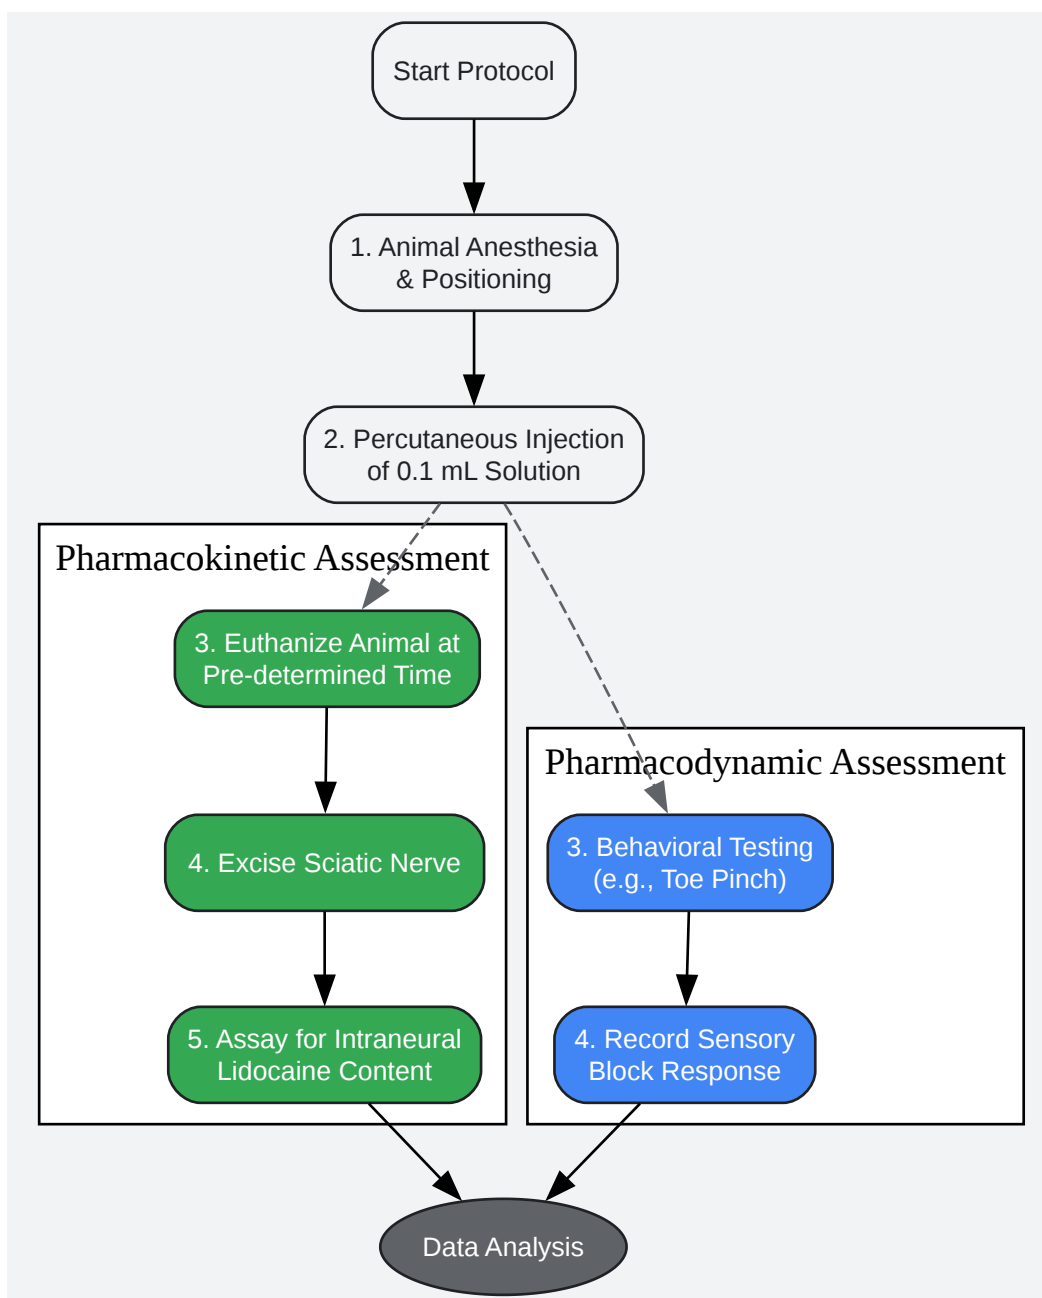 Start Protocol
1. Animal Anesthesia
& Positioning
2. Percutaneous Injection
of 0.1 mL Solution
Pharmacokinetic Assessment
3. Euthanize Animal at
Pre-determined Time
4. Excise Sciatic Nerve
5. Assay for Intraneural
Lidocaine Content
Pharmacodynamic Assessment
3. Behavioral Testing
(e.g., Toe Pinch)
4. Record Sensory
Block Response
Data Analysis